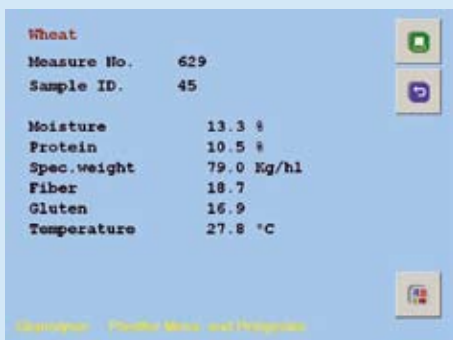 Wheat
Measure No. 629
Sample ID. 45
Moisture 13.3 %
Protein 10.5 %
Spec.weight 79.0 Kg/hl
Fiber 18.7
Gluten 16.9
Temperature 27.8 °C